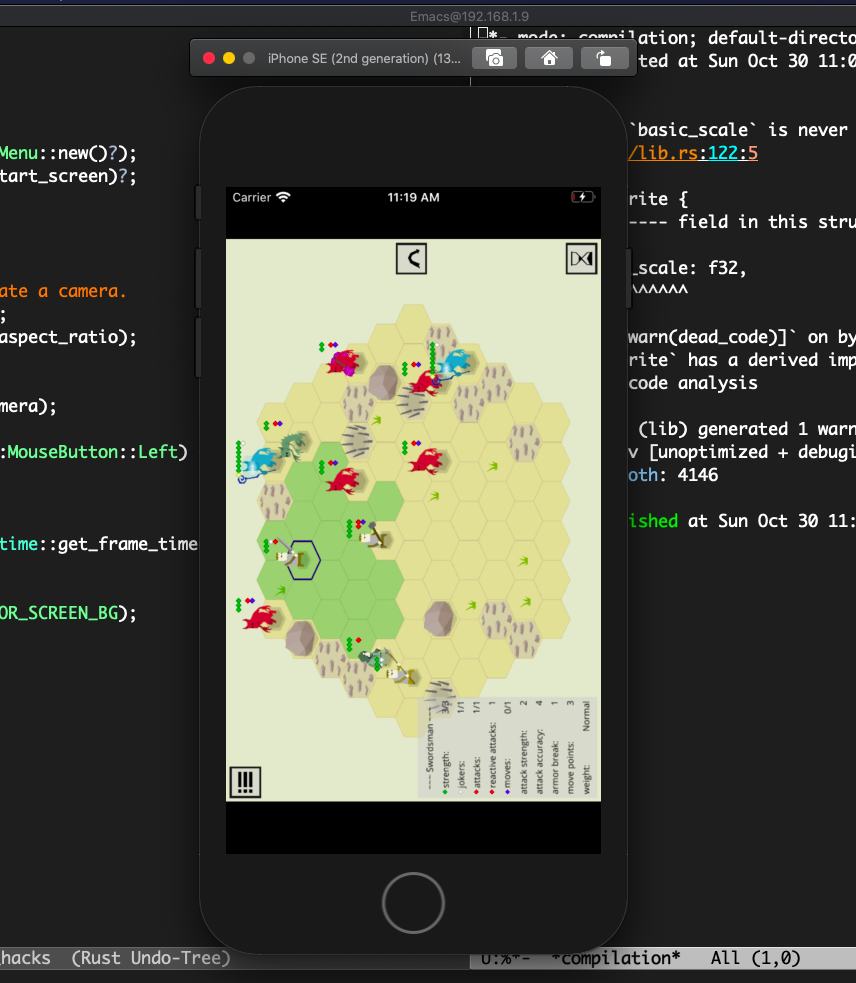 Emacs@192.168.1.9
*- mode: compilation; default-directo
iPhone SE (2nd generation) (13...
ted at Sun Oct 30 11:0
Menu::new()?);
`basic_scale` is never
/lib.rs:122:5
tart_screen)?;
rite {
Carrier
11:19 AM
---- field in this stru
_scale: f32,
ate a camera.
^^^^^^
;
aspect_ratio);
warn(dead_code)]` on by
rite` has a derived imp
code analysis
mera);
(lib) generated 1 warn
:MouseButton::Left)
v [unoptimized + debugi
oth: 4146
ished at Sun Oct 30 11:
time::get_frame_time
OR_SCREEN_BG);
--- Swordsman ---
strength: 3/3
jokers: 1/1
attacks: 1/1
reactive attacks: 1
moves: 0/1
attack strength: 2
attack accuracy: 4
armor break: 1
move points: 3
weight: Normal
hacks (Rust Undo-Tree)
U:%*- *compilation* All (1,0)